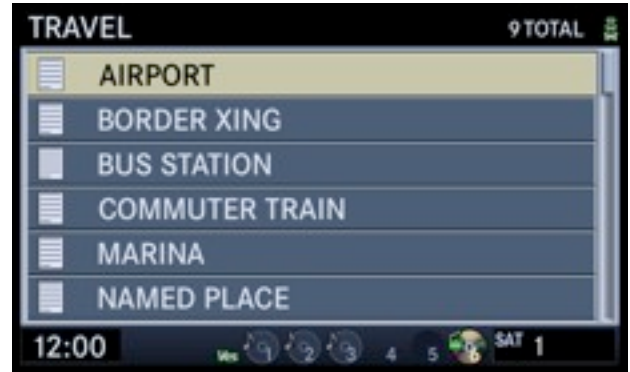 TRAVEL 9 TOTAL
AIRPORT
BORDER XING
BUS STATION
COMMUTER TRAIN
MARINA
NAMED PLACE
12:00 1 2 3 4 5 6 SAT 1